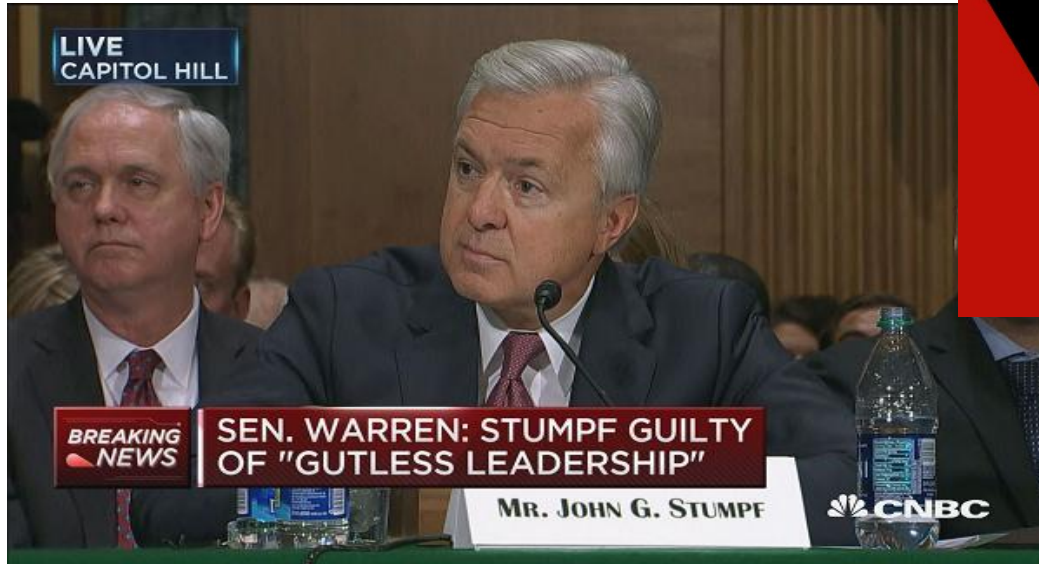 LIVE
CAPITOL HILL
BREAKING
NEWS
SEN. WARREN: STUMPF GUILTY
OF "GUTLESS LEADERSHIP"
MR. JOHN G. STUMPF
CNBC